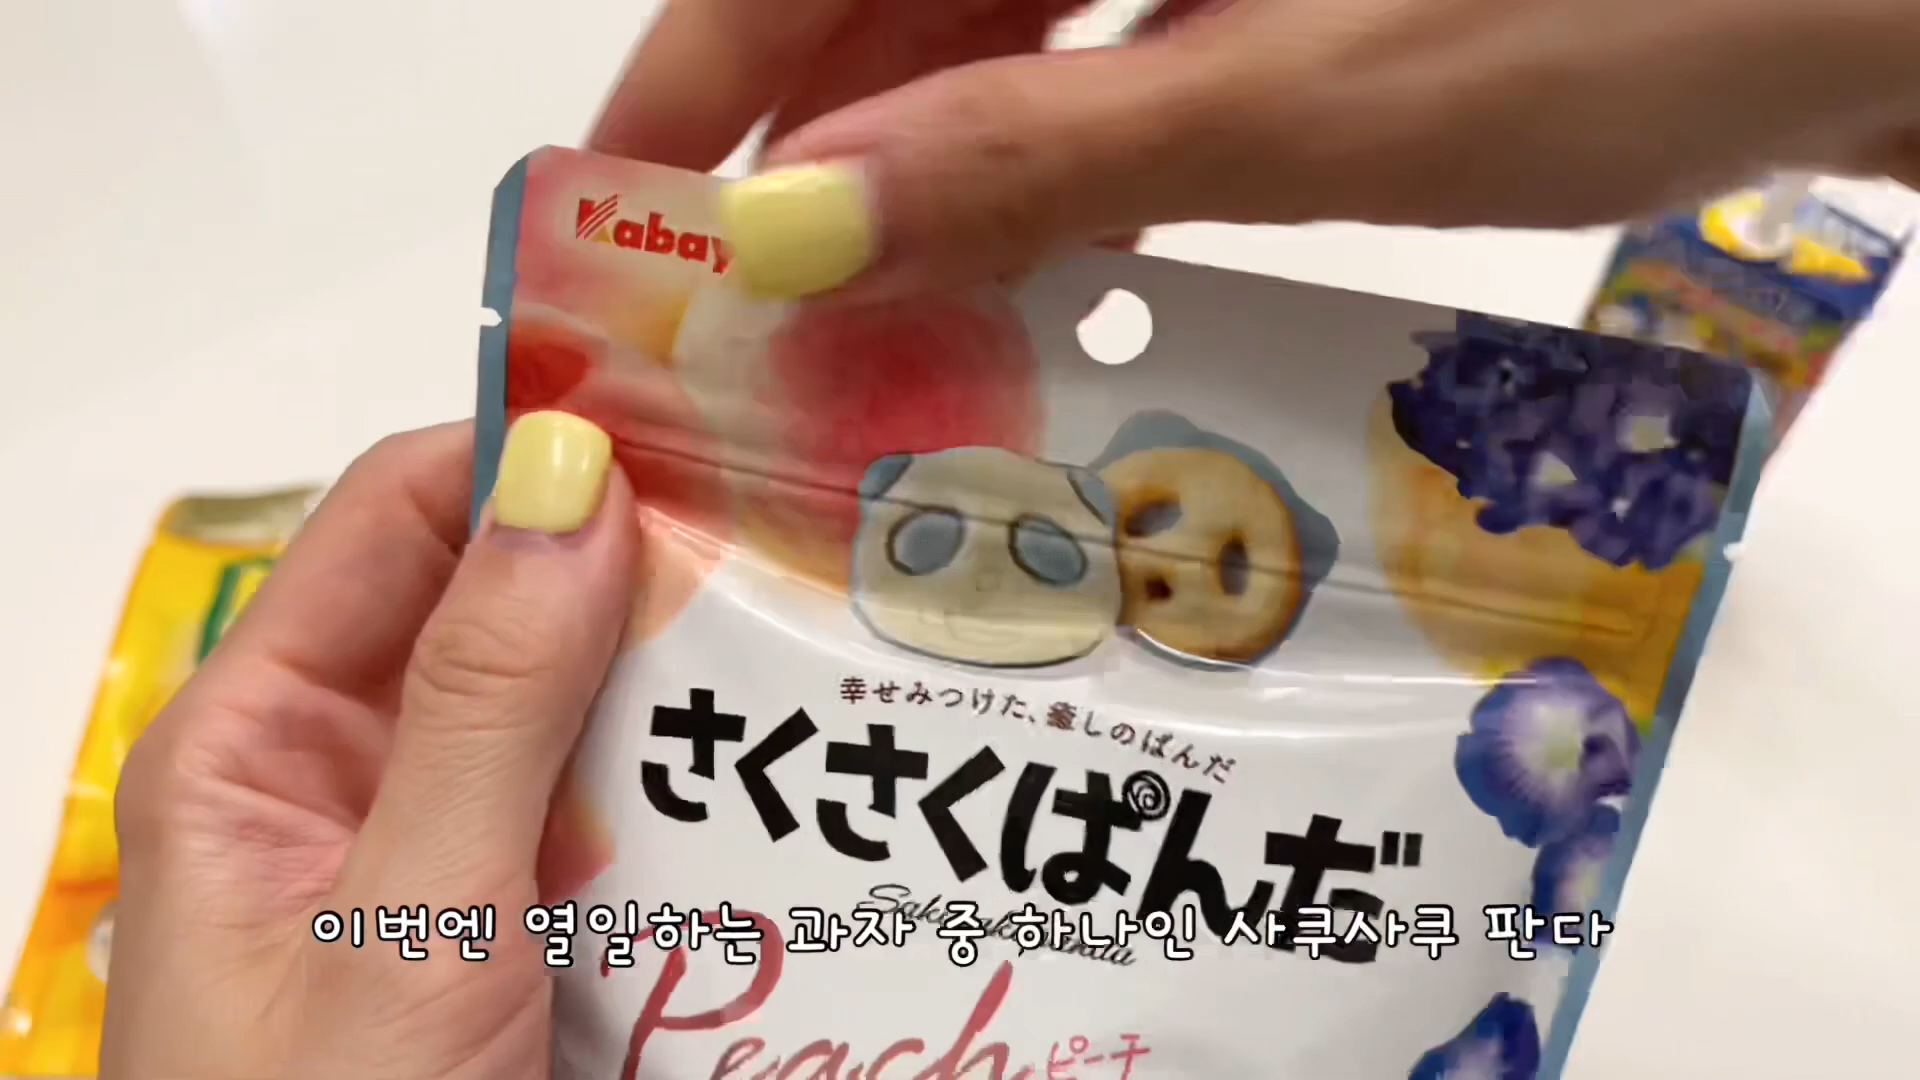 Kabay
幸せみつけた、癒しのぱんだ
さくさくぱんだ
이번엔 열일하는 과자 중 하나인 사쿠사쿠 판다
Peach ピーチ